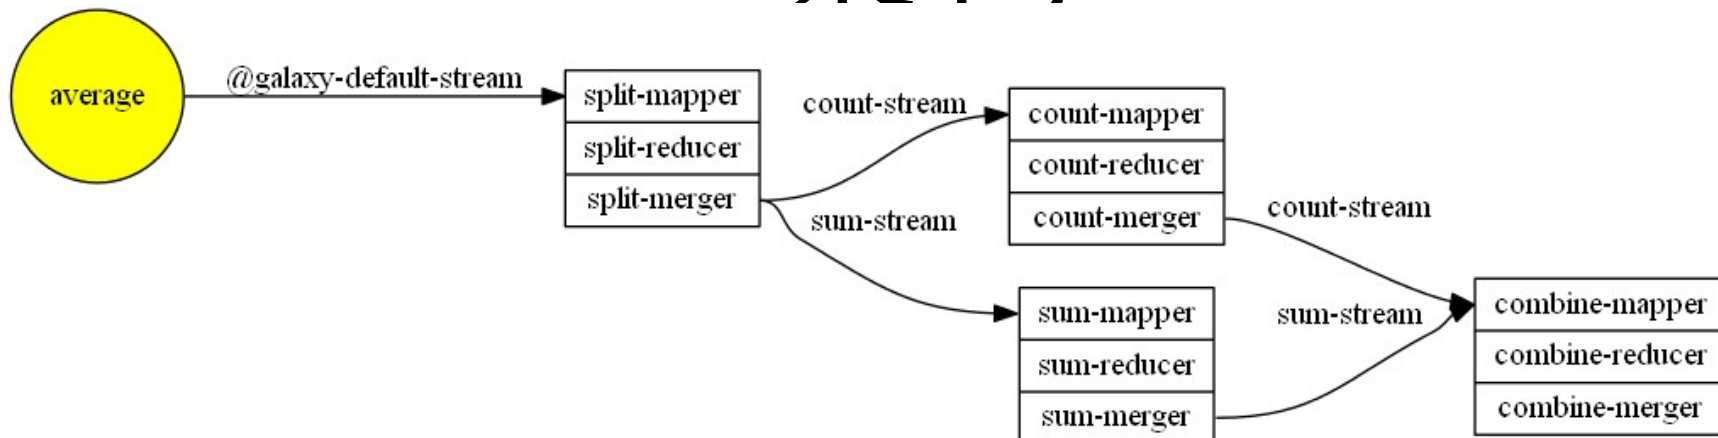 average
@galaxy-default-stream
split-mapper
split-reducer
split-merger
count-stream
sum-stream
count-mapper
count-reducer
count-merger
sum-mapper
sum-reducer
sum-merger
count-stream
sum-stream
combine-mapper
combine-reducer
combine-merger